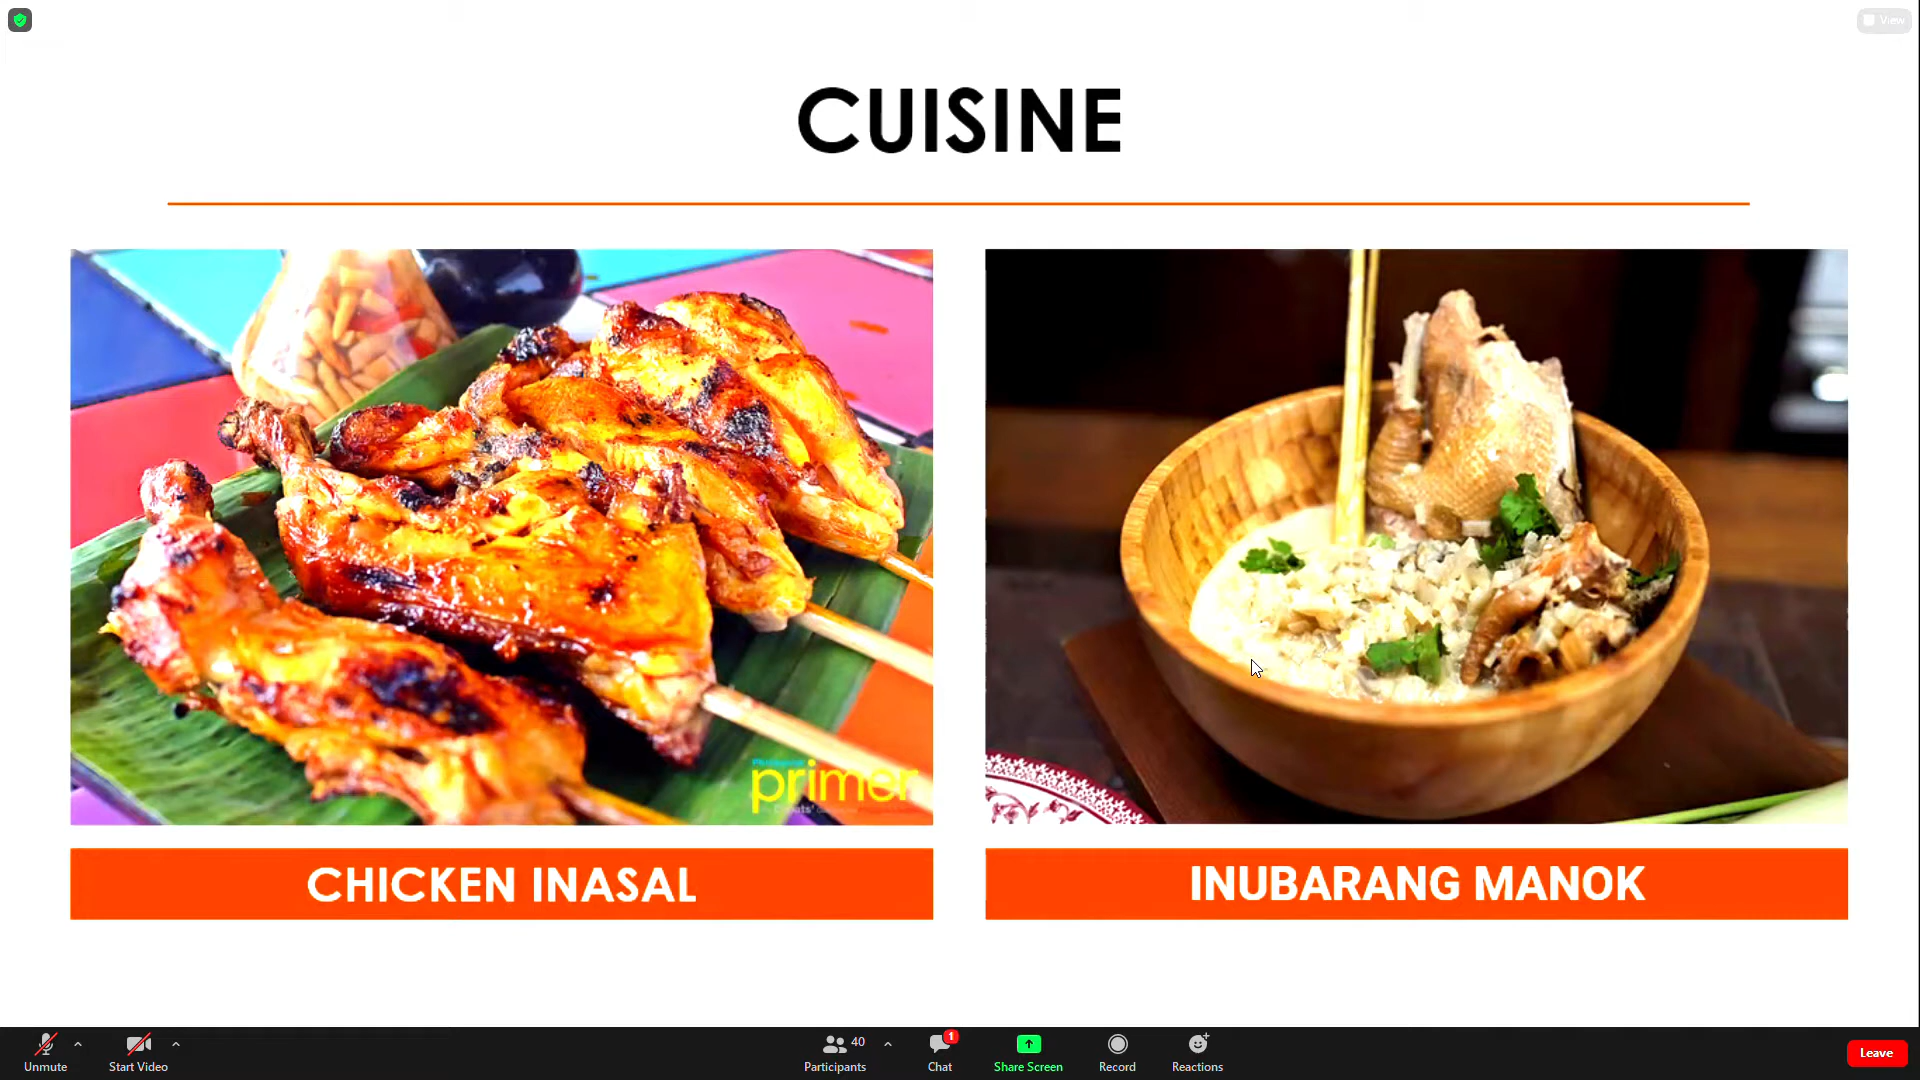 View
CUISINE
primer
CHICKEN INASAL
INUBARANG MANOK
Unmute
Start Video
40
Participants
1
Chat
Share Screen
Record
Reactions
Leave